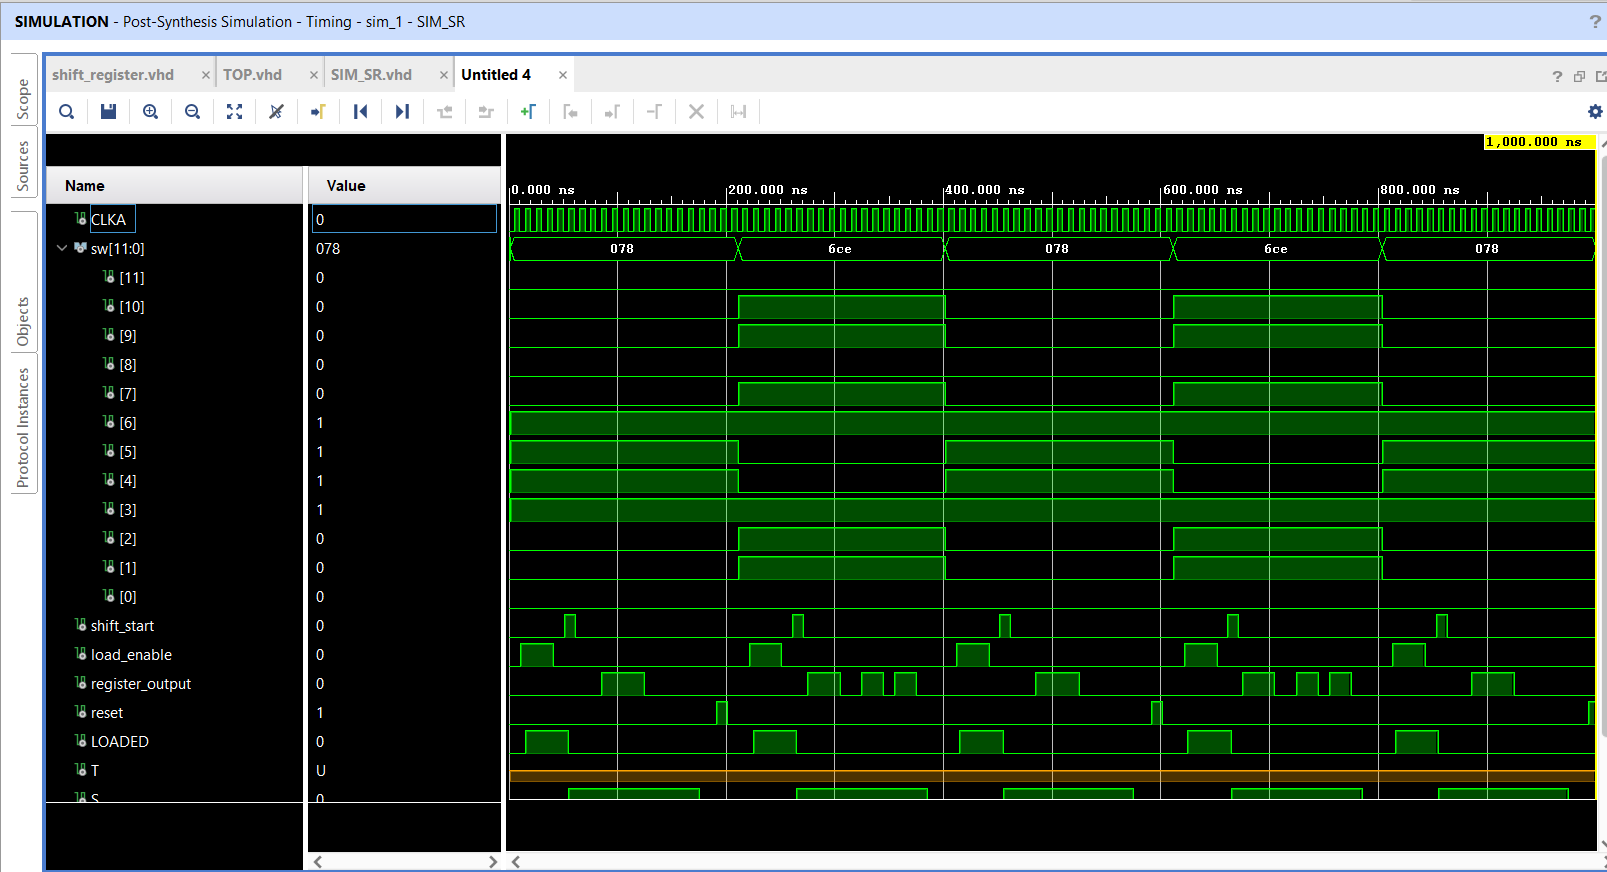 SIMULATION - Post-Synthesis Simulation - Timing - sim_1 - SIM_SR ?
Scope
Sources
Objects
Protocol Instances
shift_register.vhd × TOP.vhd × SIM_SR.vhd × Untitled 4 × ?
1,000.000 ns
Name Value
0.000 ns 200.000 ns 400.000 ns 600.000 ns 800.000 ns
CLKA 0
sw[11:0] 078 078 6ce 078 6ce 078
[11] 0
[10] 0
[9] 0
[8] 0
[7] 0
[6] 1
[5] 1
[4] 1
[3] 1
[2] 0
[1] 0
[0] 0
shift_start 0
load_enable 0
register_output 0
reset 1
LOADED 0
T U
S 0